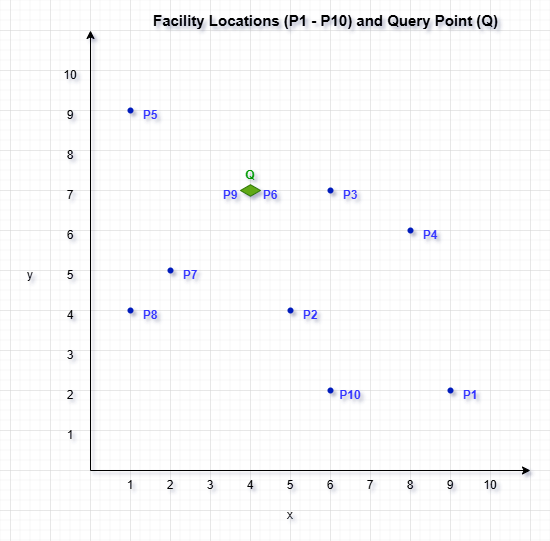 Facility Locations (P1 - P10) and Query Point (Q)
10
9
P5
8
Q
7
P9
P6
P3
6
P4
y
5
P7
4
P8
P2
3
2
P10
P1
1
1 2 3 4 5 6 7 8 9 10
x